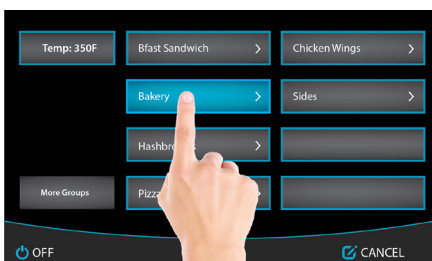 Temp: 350F
Bfast Sandwich
Chicken Wings
Bakery
Sides
More Groups
OFF
CANCEL